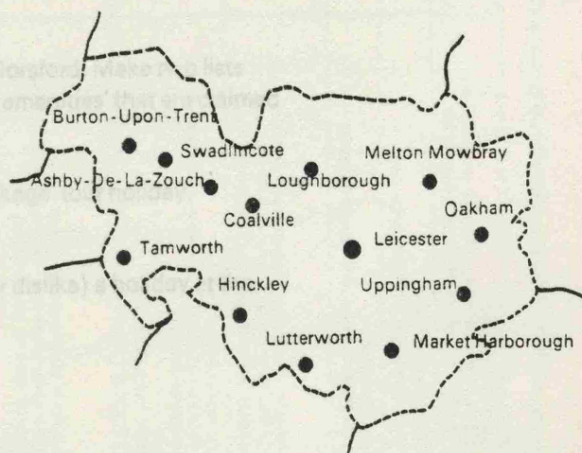 Burton-Upon-Trent
Swadlincote
Melton Mowbray
Ashby-De-La-Zouch
Loughborough
Coalville
Oakham
Tamworth
Leicester
Hinckley
Uppingham
Lutterworth
Market Harborough